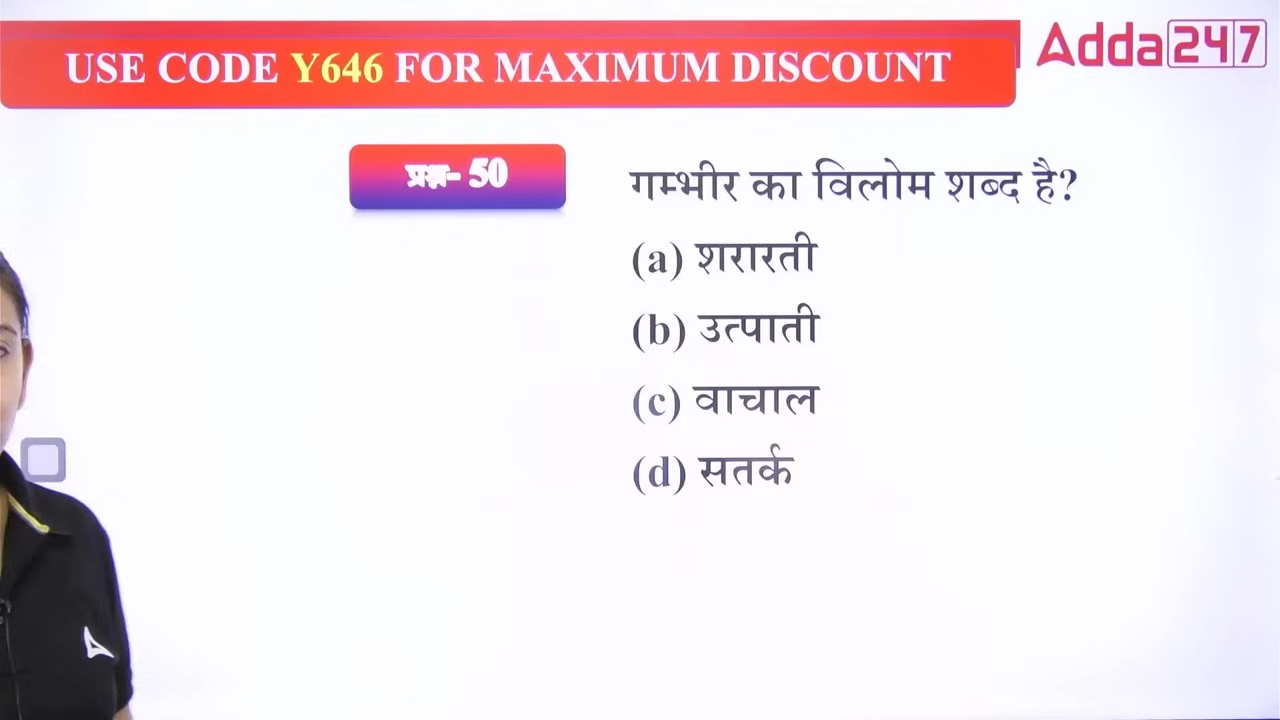 USE CODE Y646 FOR MAXIMUM DISCOUNT
Adda247
प्रश्न- 50
गम्भीर का विलोम शब्द है?
(a) शरारती
(b) उत्पाती
(c) वाचाल
(d) सतर्क